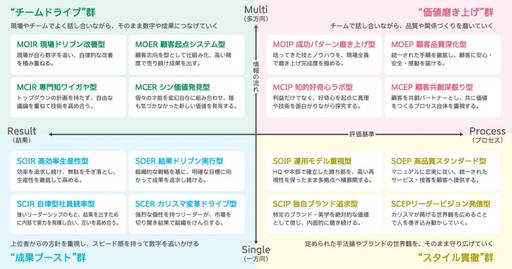 Multi
(多方向)
“チームドライブ”群
現場やチームでよく話し合いながら、そのまま数字や成果につなげていく
“価値磨き上げ”群
チームで話し合いながら、品質や関係づくりを磨いていく
MOIR 現場ドリブン改善型
現場が自ら数字を追い、自律的な改善
を積み重ねる。
MOER 顧客起点システム型
顧客志向を型として仕組み化、高い精度
で売り続け成果を出す。
MOIP 成功パターン磨き上げ型
培ってきた技とノウハウを、現場全員
で磨き上げ完成度を極める。
MOEP 顧客品質深化型
統一された手順を徹底し、顧客に安心・
安全・感動を届ける。
MCIR 専門知ワイガヤ型
トップダウンの計画を持たず、自由な
議論を重ねて技術を高め合う。
MCER シン価値発見型
個々の才能を変幻自在に組み合わせ、誰
も気づかなかった新しい価値を発見する。
MCIP 知的好奇心ラボ型
利益だけでなく、好奇心を起点に真理
や技術を面白がりながら探究する。
MCEP 顧客共創深掘り型
顧客を共創パートナーとし、共に価値を
つくるプロセス自体を重視する。
情報の流れ
Result
(結果)
評価基準
Process
(プロセス)
SOIR 高効率生産性型
効率を追求し続け、無駄をそぎ落とし、
生産性を徹底して高める。
SOER 結果ドリブン実行型
組織的な戦略を基に、明確な目標に向
かって成果を追求し続ける。
SOIP 運用モデル重視型
HQ や本部で確立した勝ち筋を、高い再現
性を保ったまま多拠点へ横展開する。
SOEP 高品質スタンダード型
マニュアルに忠実に従い、統一された
サービス・接客を顧客へ提供する。
SCIR 自律型社員統率型
強いリーダーシップのもと、結果を出すため
に内部で実力を発揮し合い、互いを高め合う。
SCER カリスマ変革ドライブ型
強烈な個性を持つリーダーが、市場を
切り開き結果で組織をけん引する。
SCIP 独自ブランド追求型
特定のブランド・美学を絶対的な価値
として信じ、内面的に磨き続ける。
SCEPリーダービジョン発信型
カリスマが掲げる世界観を広めること
で人を巻き込み動かし続ける。
上位者からの方針を重視し、スピード感を持って数字を追いかける
“成果ブースト”群
Single
(一方向)
定められた手法論やブランドの世界観を、そのまま守り広げていく
“スタイル貫徹”群